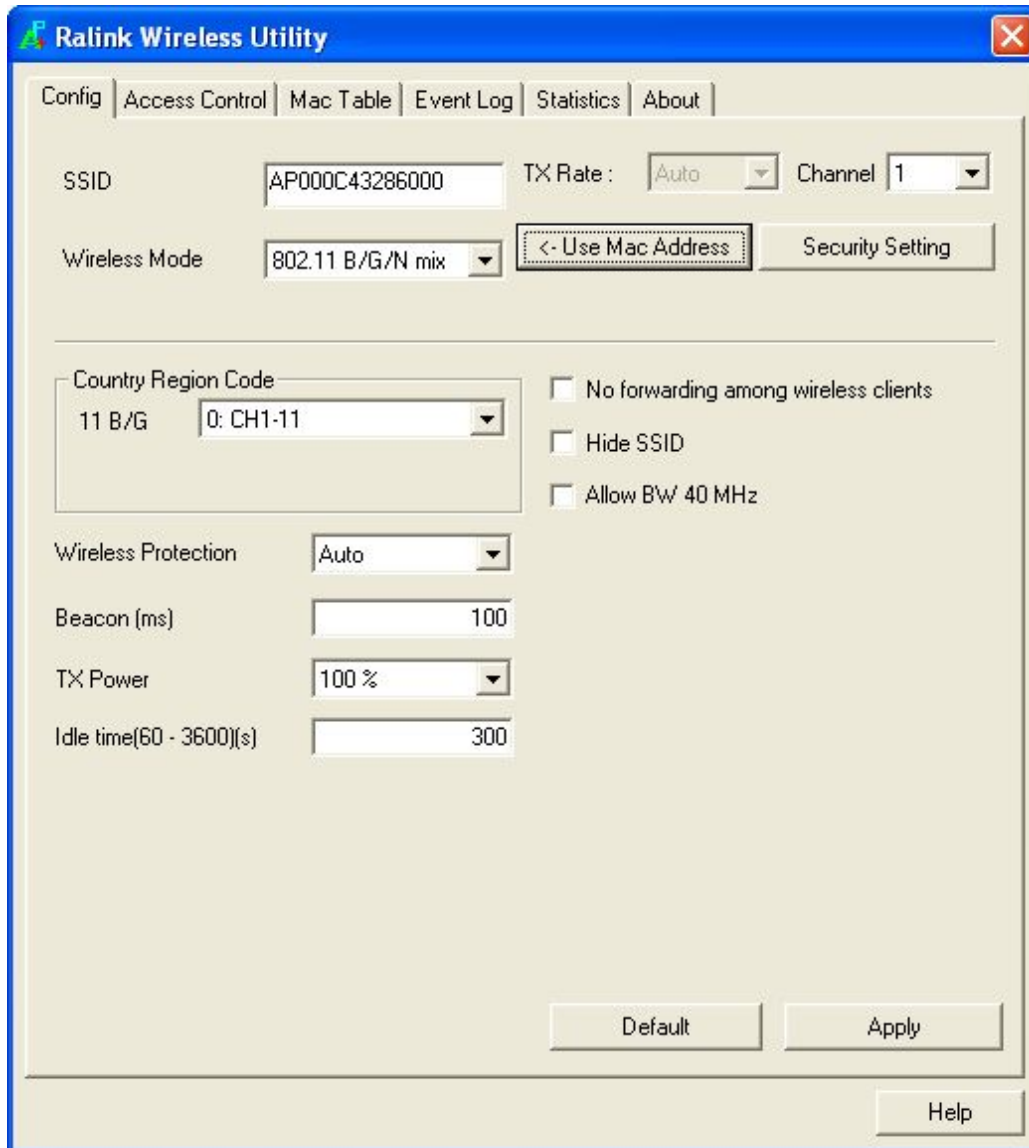 Ralink Wireless Utility
Config Access Control Mac Table Event Log Statistics About
SSID AP000C43286000 TX Rate : Auto Channel 1
Wireless Mode 802.11 B/G/N mix <- Use Mac Address Security Setting
Country Region Code
11 B/G 0: CH1-11
No forwarding among wireless clients
Hide SSID
Allow BW 40 MHz
Wireless Protection Auto
Beacon (ms) 100
TX Power 100 %
Idle time(60 - 3600)(s) 300
Default Apply
Help